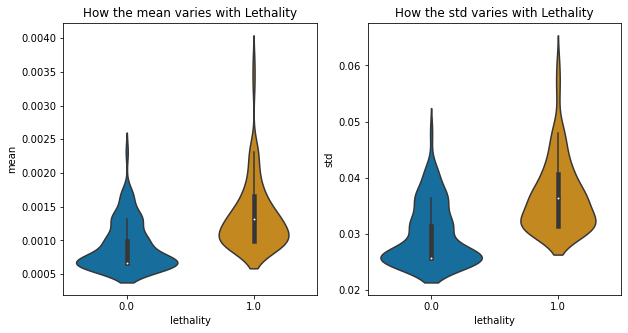 How the mean varies with Lethality
mean
0.0040
0.0035
0.0030
0.0025
0.0020
0.0015
0.0010
0.0005
0.0
1.0
lethality
How the std varies with Lethality
std
0.06
0.05
0.04
0.03
0.02
0.0
1.0
lethality